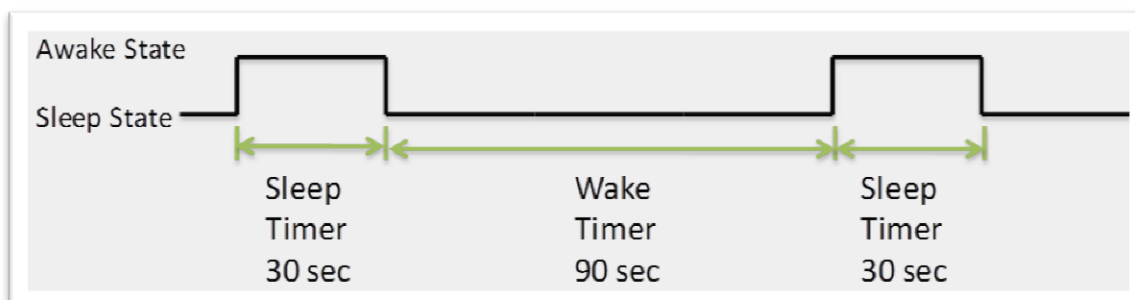 Awake State
Sleep State
Sleep
Timer
30 sec
Wake
Timer
90 sec
Sleep
Timer
30 sec